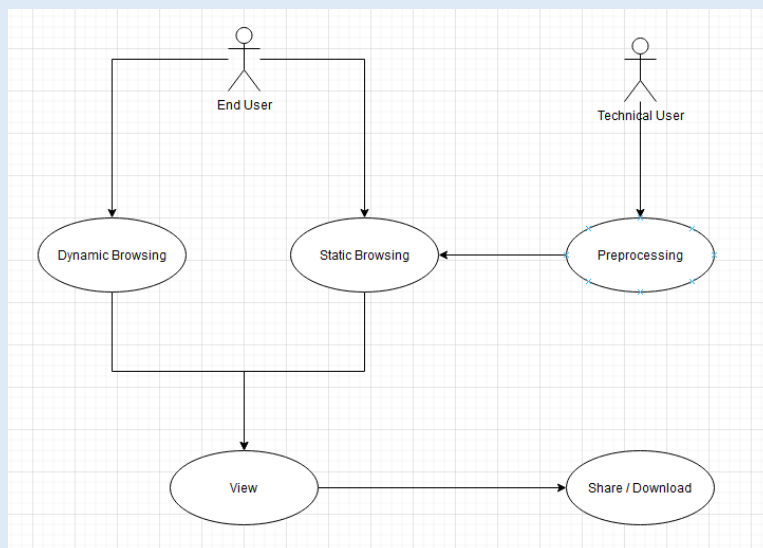 End User
Technical User
Dynamic Browsing
Static Browsing
Preprocessing
View
Share / Download